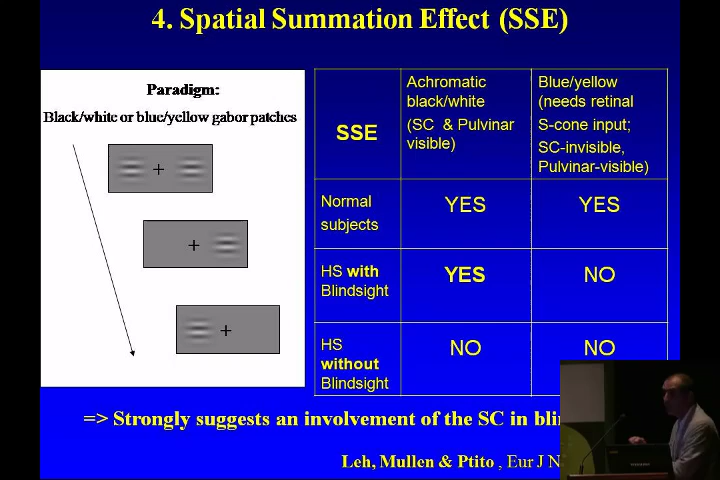 4. Spatial Summation Effect (SSE)
Paradigm:
Black/white or blue/yellow gabor patches
+
+
+
SSE
Achromatic
black/white
(SC & Pulvinar
visible)
Blue/yellow
(needs retinal
S-cone input;
SC-invisible,
Pulvinar-visible)
Normal
subjects
YES
YES
HS with
Blindsight
YES
NO
HS
without
Blindsight
NO
NO
=> Strongly suggests an involvement of the SC in
Leh, Mullen & Ptito , Eur J